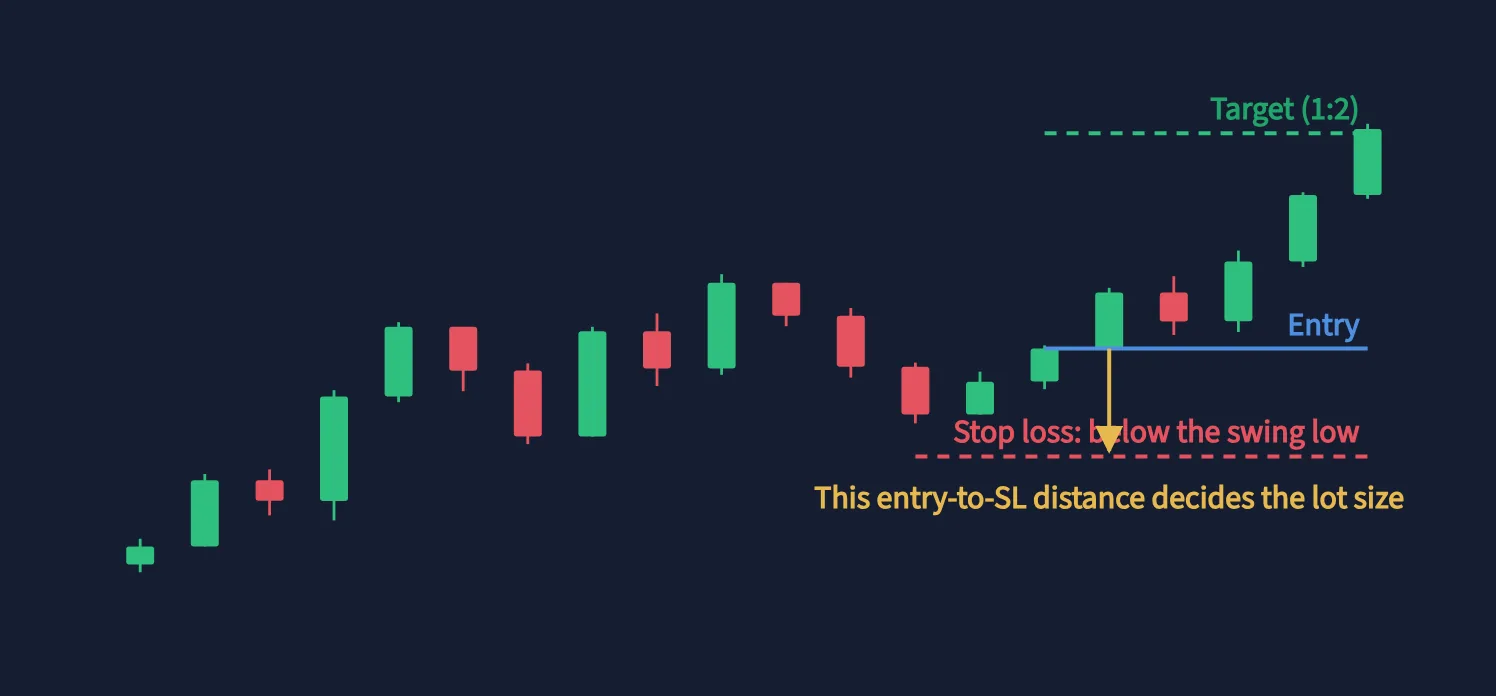 Target (1:2)
Entry
Stop loss: below the swing low
This entry-to-SL distance decides the lot size